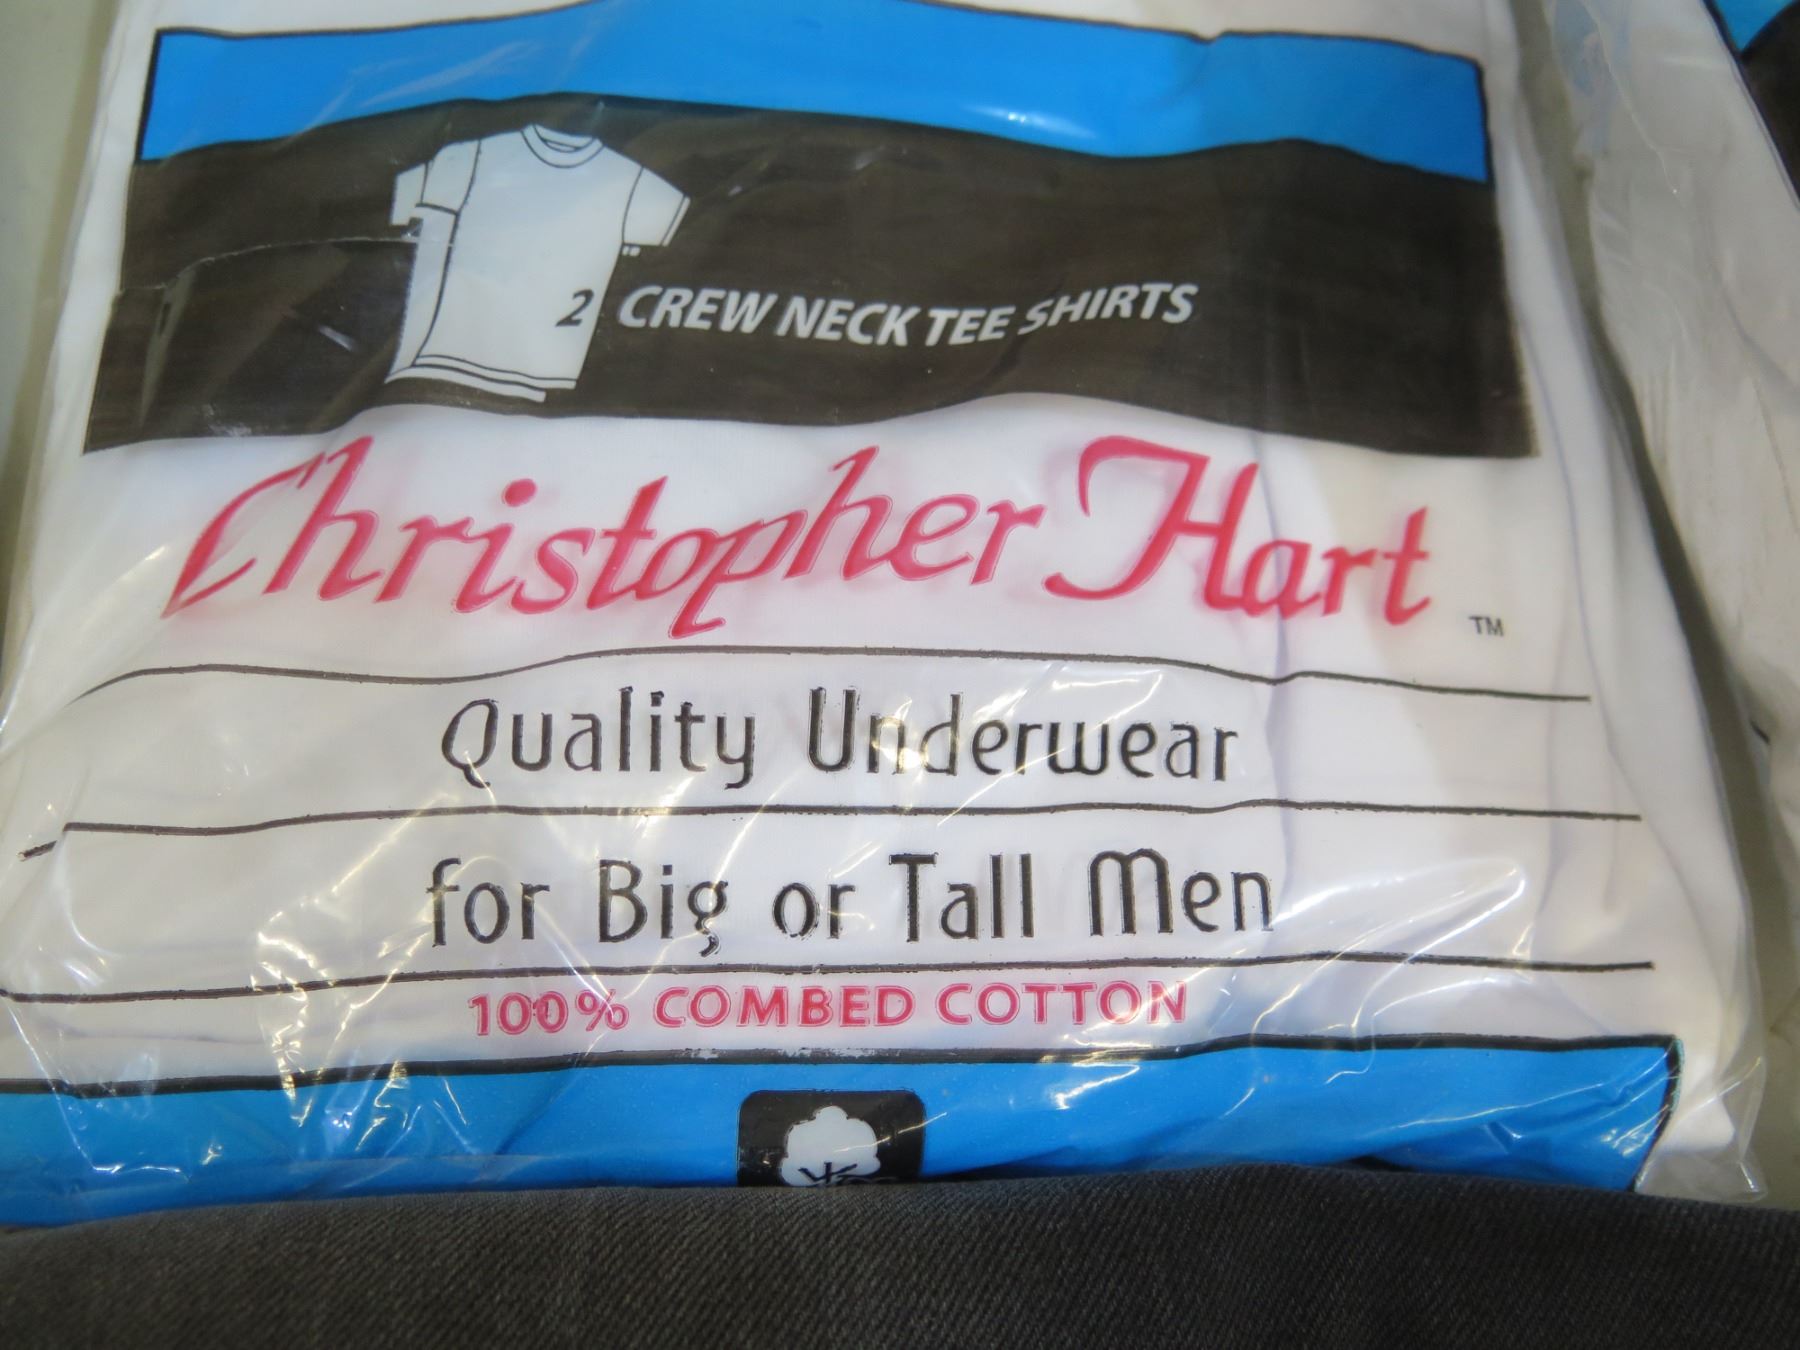 2 CREW NECK TEE SHIRTS
Christopher Hart ™
Quality Underwear
for Big or Tall Men
100% COMBED COTTON